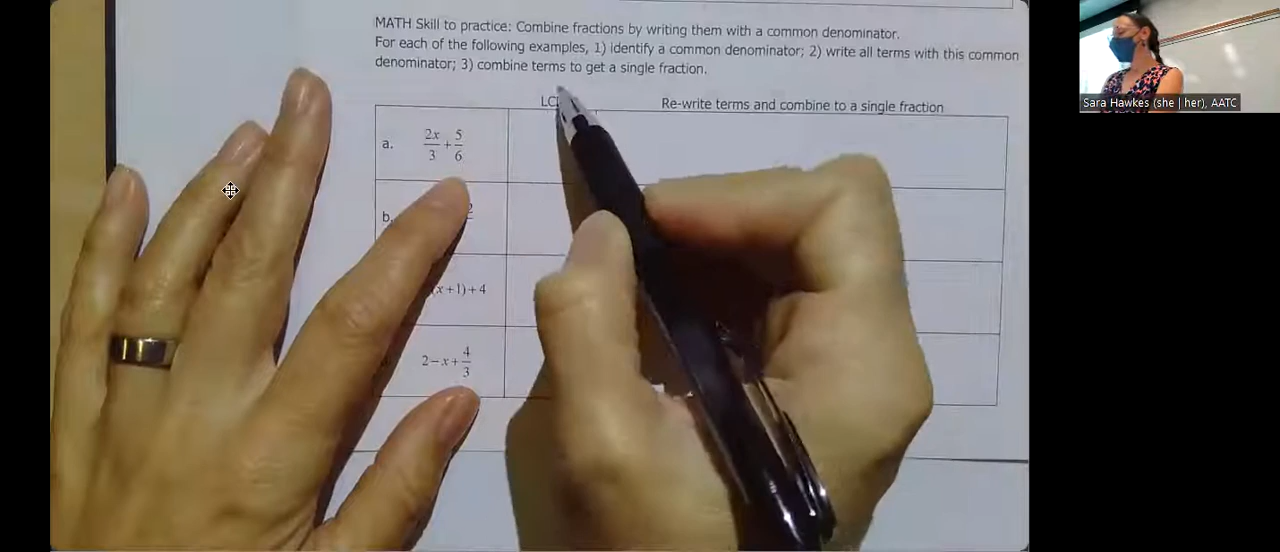 MATH Skill to practice: Combine fractions by writing them with a common denominator.
For each of the following examples, 1) identify a common denominator; 2) write all terms with this common
denominator; 3) combine terms to get a single fraction.
Re-write terms and combine to a single fraction
a. 2x/3 + 5/6
b.
x+1)+4
2−x+4/3
Sara Hawkes (she | her), AATC